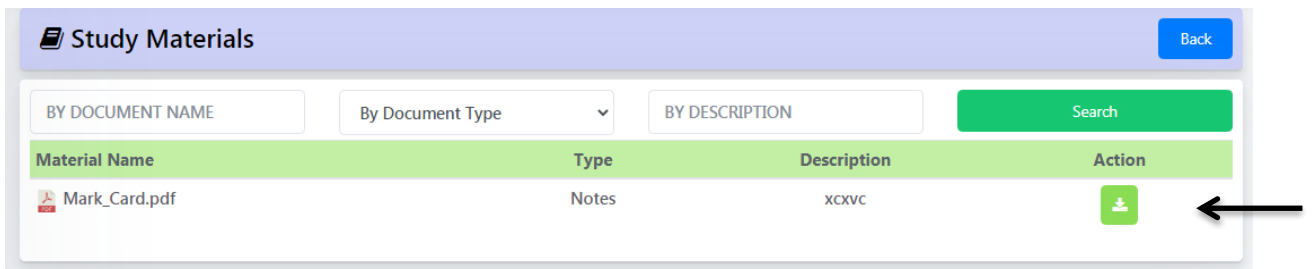 Study Materials Back
BY DOCUMENT NAME By Document Type BY DESCRIPTION Search
Material Name Type Description Action
PDF Mark_Card.pdf Notes xcxvc